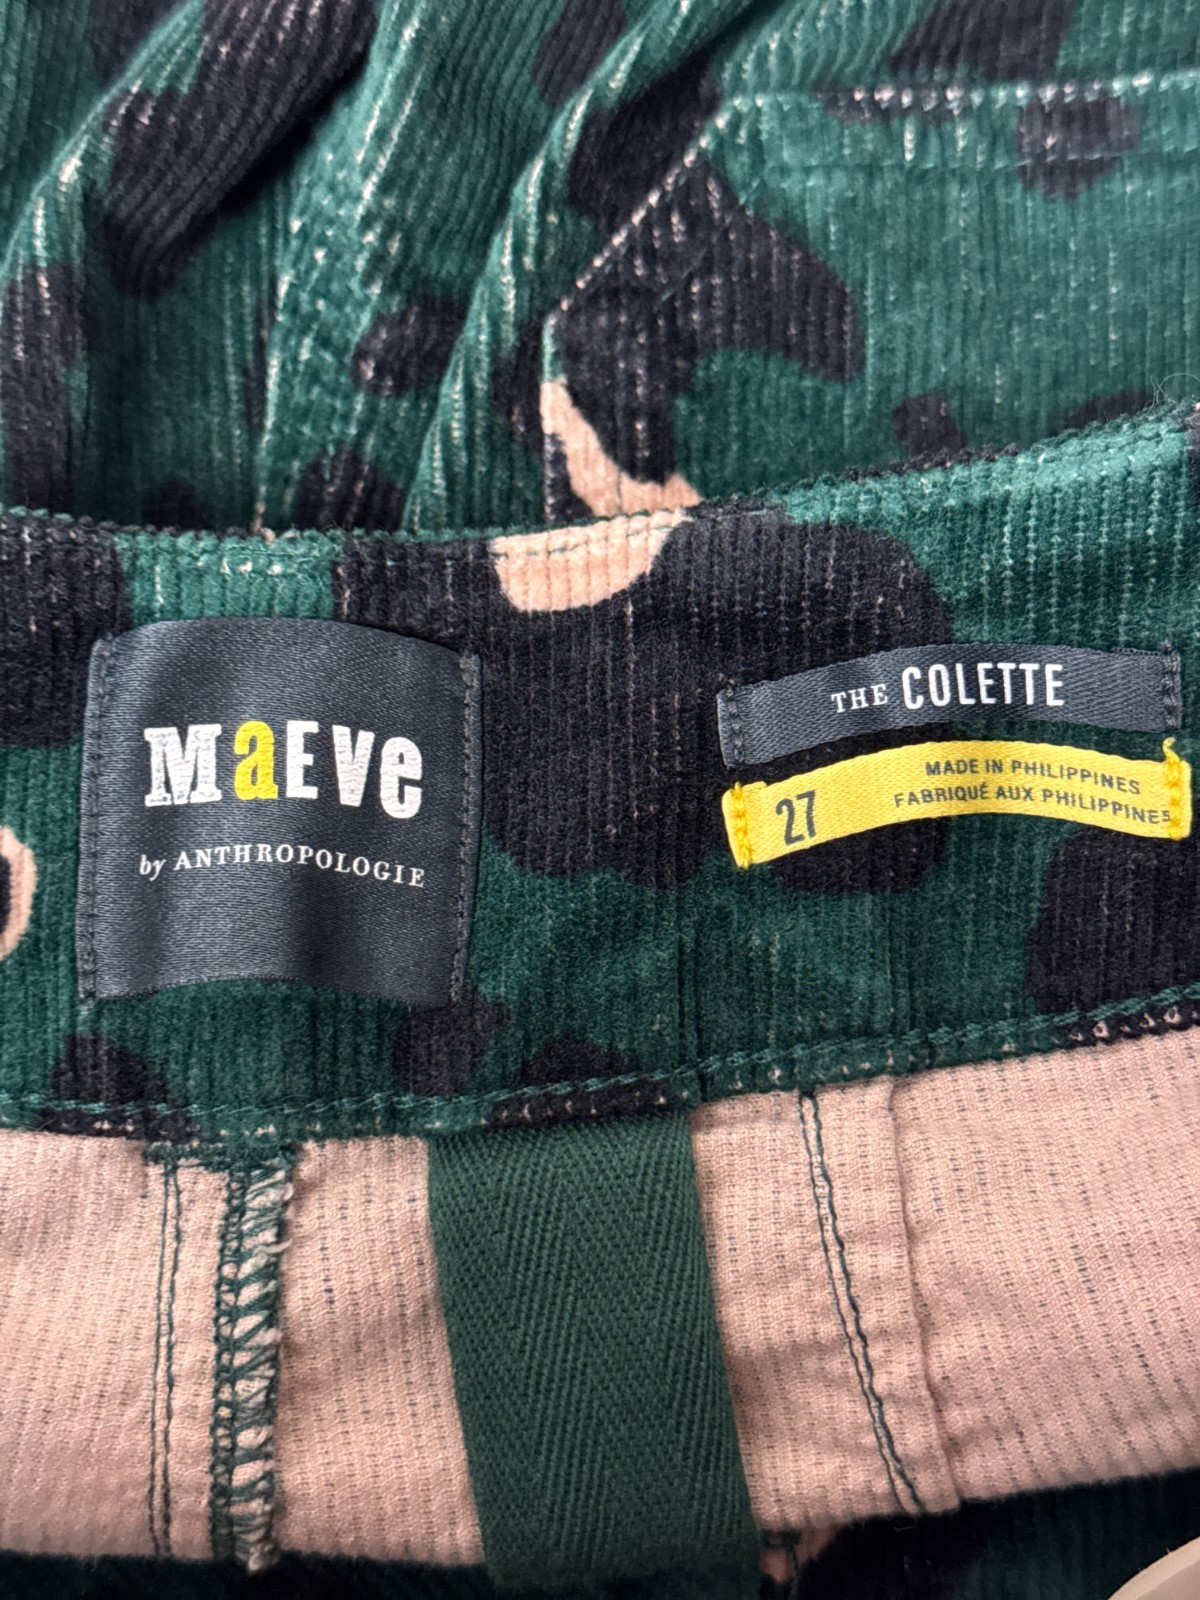 MaEVe
by ANTHROPOLOGIE
THE COLETTE
27
MADE IN PHILIPPINES
FABRIQUÉ AUX PHILIPPINES